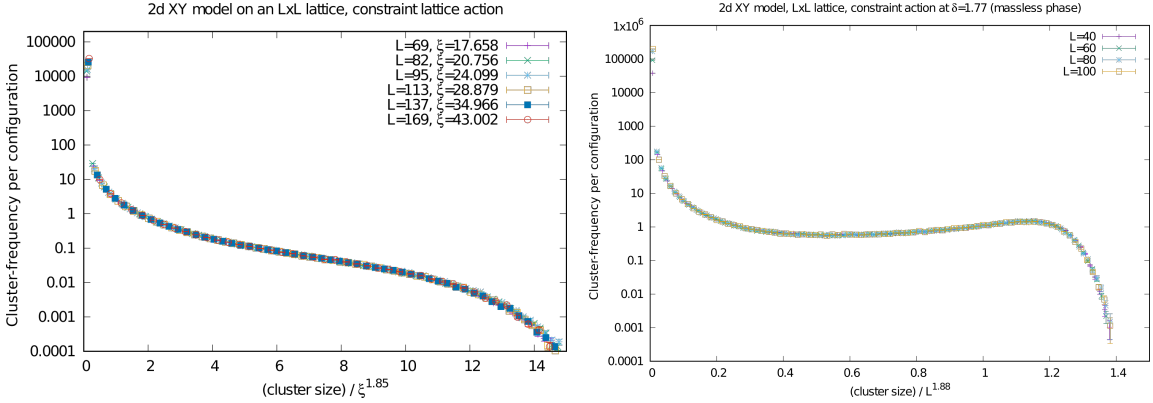 2d XY model on an LxL lattice, constraint lattice action
Cluster-frequency per configuration
100000
10000
1000
100
10
1
0.1
0.01
0.001
0.0001
L=69, ξ=17.658
L=82, ξ=20.756
L=95, ξ=24.099
L=113, ξ=28.879
L=137, ξ=34.966
L=169, ξ=43.002
0 2 4 6 8 10 12 14
(cluster size) / ξ^1.85
2d XY model, LxL lattice, constraint action at δ=1.77 (massless phase)
Cluster-frequency per configuration
1x10^6
100000
10000
1000
100
10
1
0.1
0.01
0.001
0.0001
L=40
L=60
L=80
L=100
0 0.2 0.4 0.6 0.8 1 1.2 1.4
(cluster size) / L^1.88